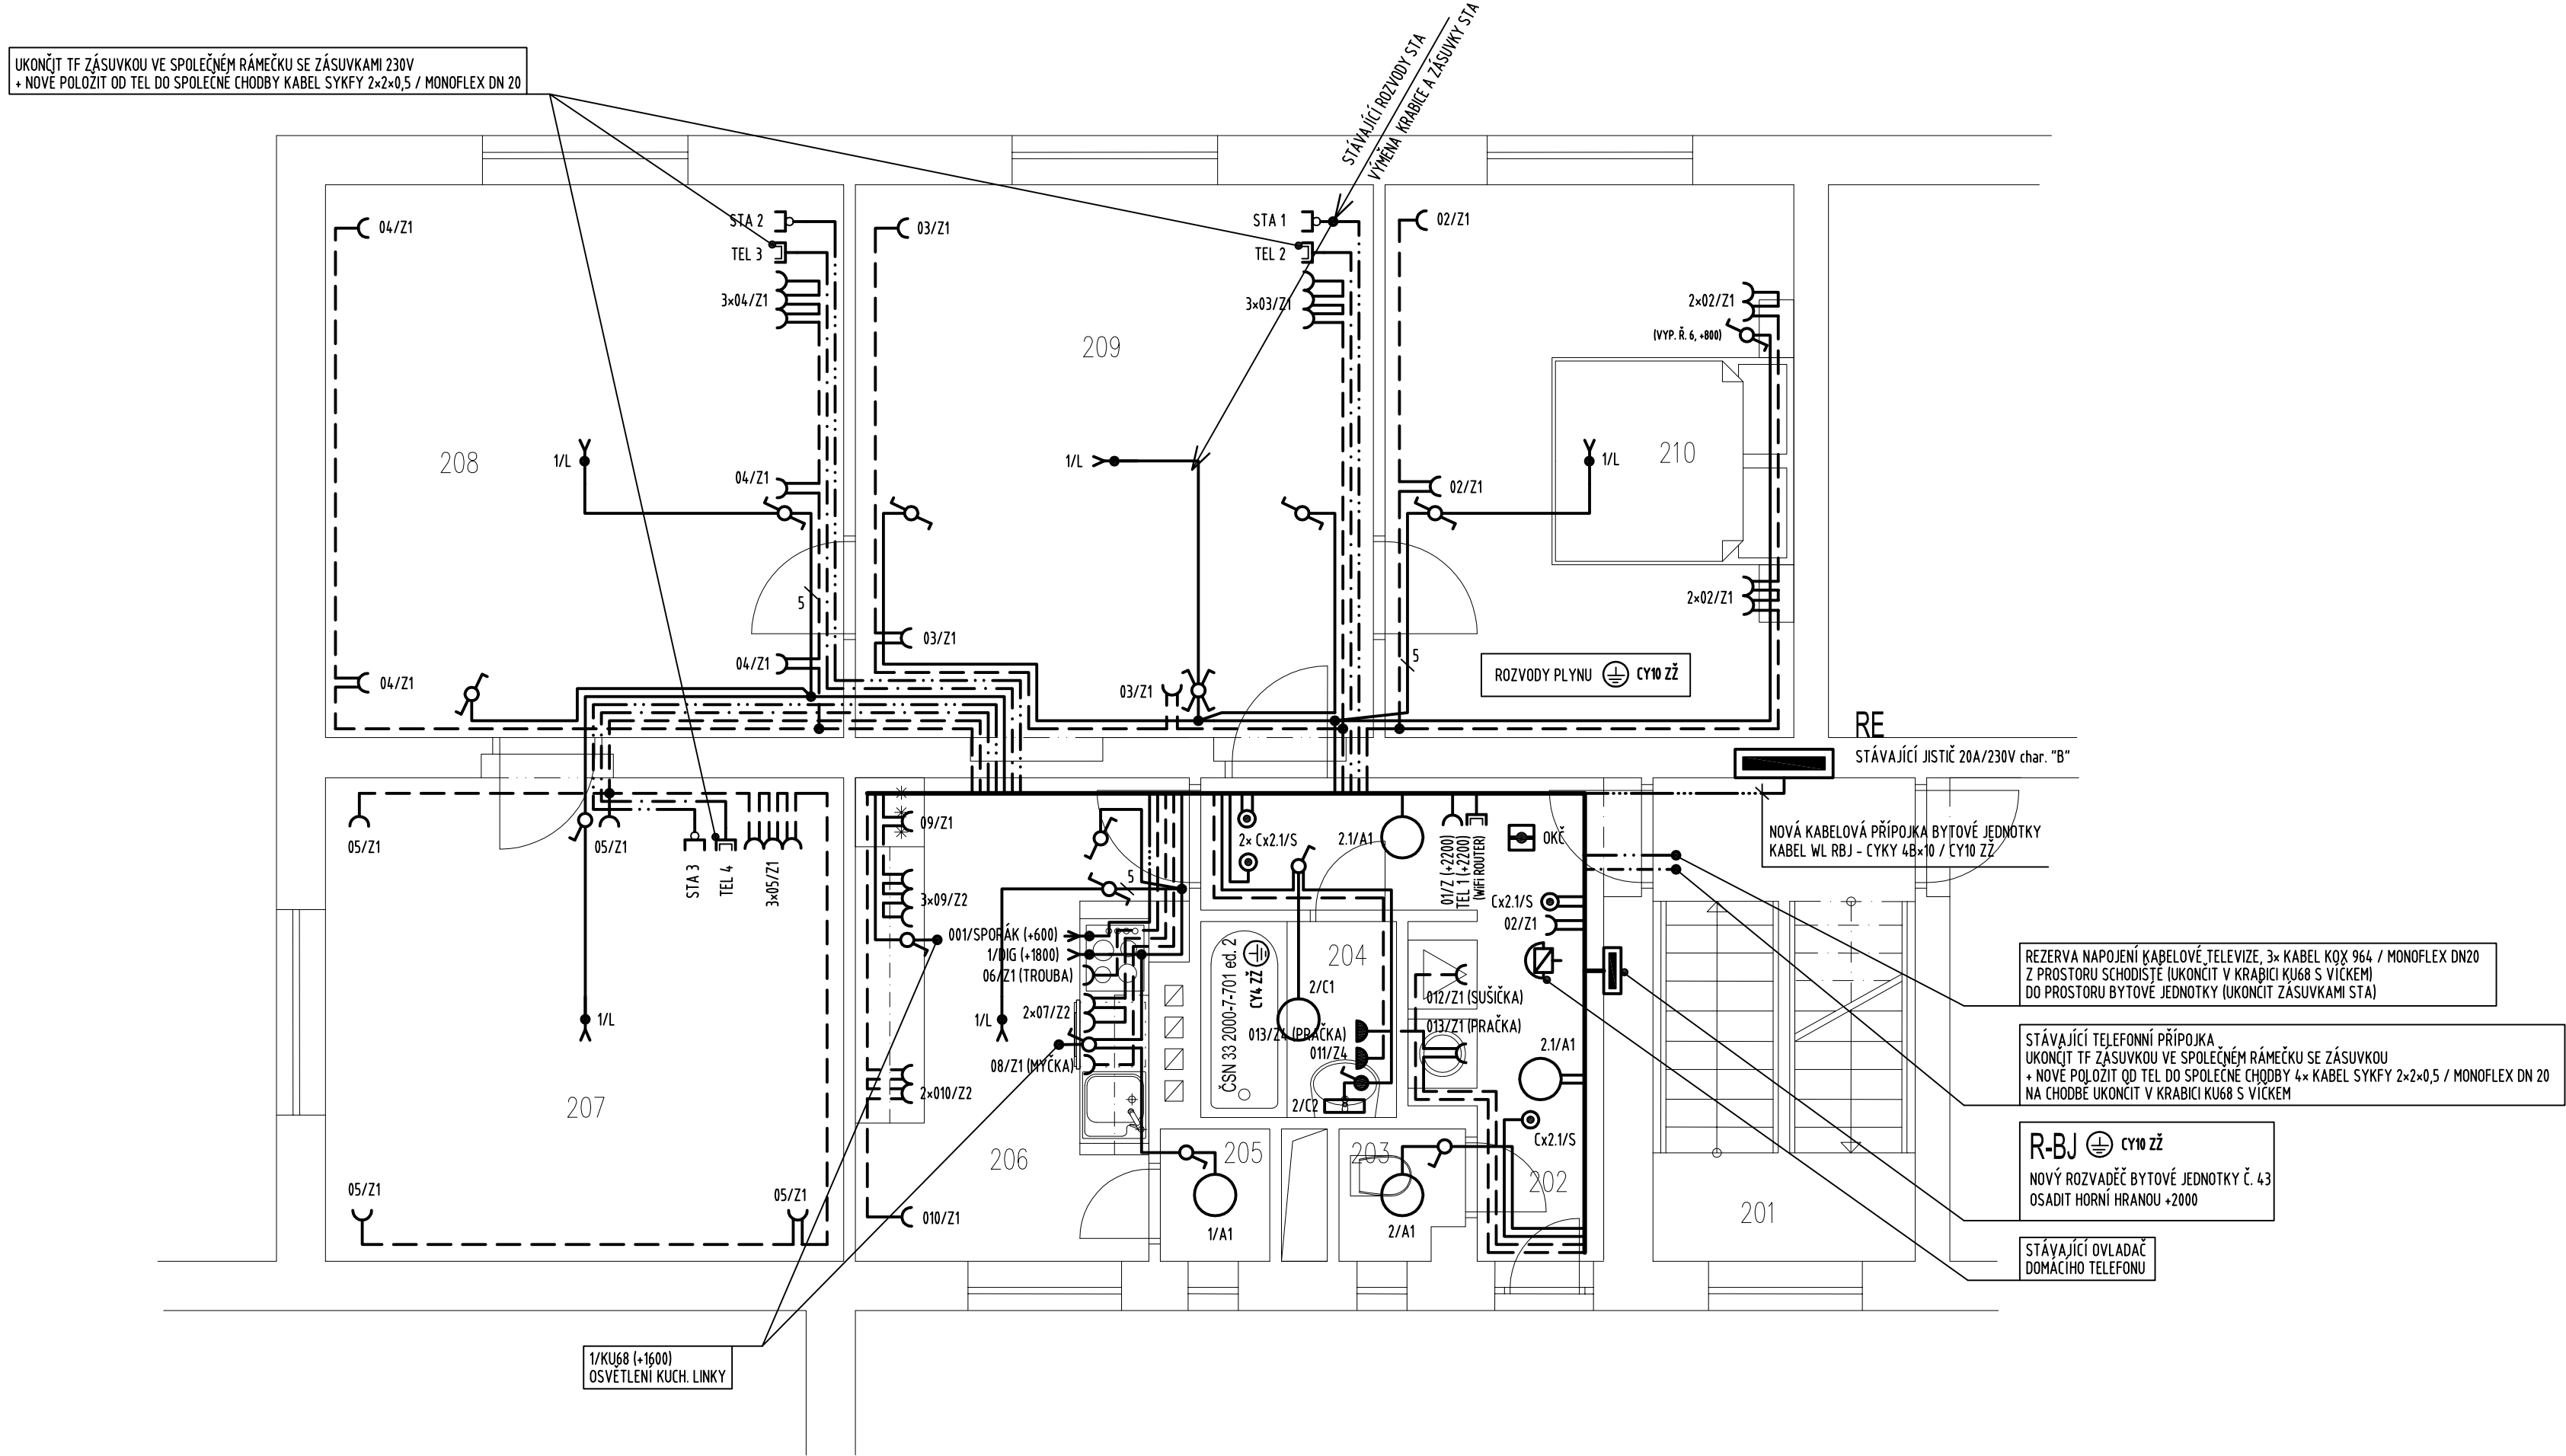 UKONČIT TF ZÁSUVKOU VE SPOLEČNÉM RÁMEČKU SE ZÁSUVKAMI 230V
+ NOVĚ POLOŽIT OD TEL DO SPOLEČNÉ CHODBY KABEL SYKFY 2×2×0,5 / MONOFLEX DN 20
STÁVAJÍCÍ ROZVODY STA
VÝMĚNA KRABICE A ZÁSUVKY STA
04/Z1
STA 2
TEL 3
3×04/Z1
208
1/L
04/Z1
5
04/Z1
04/Z1
03/Z1
STA 1
TEL 2
3×03/Z1
209
1/L
03/Z1
03/Z1
02/Z1
2×02/Z1
(VYP. Ř. 6, +800)
210
1/L
02/Z1
2×02/Z1
5
ROZVODY PLYNU CY10 ZŽ
RE
STÁVAJÍCÍ JISTIČ 20A/230V char. "B"
NOVÁ KABELOVÁ PŘÍPOJKA BYTOVÉ JEDNOTKY
KABEL WL RBJ - CYKY 4B×10 / CY10 ZŽ
05/Z1
05/Z1
STA 3
TEL 4
3×05/Z1
1/L
207
05/Z1
05/Z1
09/Z1
3×09/Z2
5
001/SPORÁK (+600)
1/DIG (+1800)
06/Z1 (TROUBA)
2×07/Z2
1/L
08/Z1 (MYČKA)
2×010/Z2
206
010/Z1
2× Cx2.1/S
2.1/A1
01/Z (+2200)
TEL 1 (+2200)
(WiFi ROUTER)
OKČ
Cx2.1/S
02/Z1
ČSN 33 2000-7-701 ed. 2
CY4 ZŽ
204
2/C1
012/Z1 (SUŠIČKA)
013/Z4 (PRAČKA)
013/Z1 (PRAČKA)
011/Z4
2.1/A1
2/C2
Cx2.1/S
205
203
202
1/A1
2/A1
201
REZERVA NAPOJENÍ KABELOVÉ TELEVIZE, 3× KABEL KOX 964 / MONOFLEX DN20
Z PROSTORU SCHODIŠTĚ (UKONČIT V KRABICI KU68 S VÍČKEM)
DO PROSTORU BYTOVÉ JEDNOTKY (UKONČIT ZÁSUVKAMI STA)
STÁVAJÍCÍ TELEFONNÍ PŘÍPOJKA
UKONČIT TF ZÁSUVKOU VE SPOLEČNÉM RÁMEČKU SE ZÁSUVKOU
+ NOVĚ POLOŽIT OD TEL DO SPOLEČNÉ CHODBY 4× KABEL SYKFY 2×2×0,5 / MONOFLEX DN 20
NA CHODBĚ UKONČIT V KRABICI KU68 S VÍČKEM
R-BJ CY10 ZŽ
NOVÝ ROZVADĚČ BYTOVÉ JEDNOTKY Č. 43
OSADIT HORNÍ HRANOU +2000
STÁVAJÍCÍ OVLADAČ
DOMÁCÍHO TELEFONU
1/KU68 (+1600)
OSVĚTLENÍ KUCH. LINKY